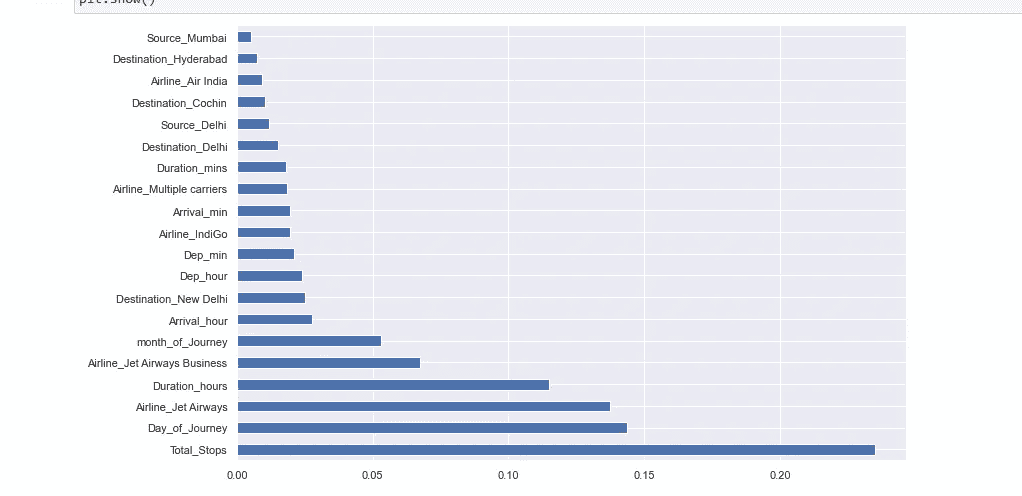 plt.show()
Source_Mumbai
Destination_Hyderabad
Airline_Air India
Destination_Cochin
Source_Delhi
Destination_Delhi
Duration_mins
Airline_Multiple carriers
Arrival_min
Airline_IndiGo
Dep_min
Dep_hour
Destination_New Delhi
Arrival_hour
month_of_Journey
Airline_Jet Airways Business
Duration_hours
Airline_Jet Airways
Day_of_Journey
Total_Stops
0.00 0.05 0.10 0.15 0.20